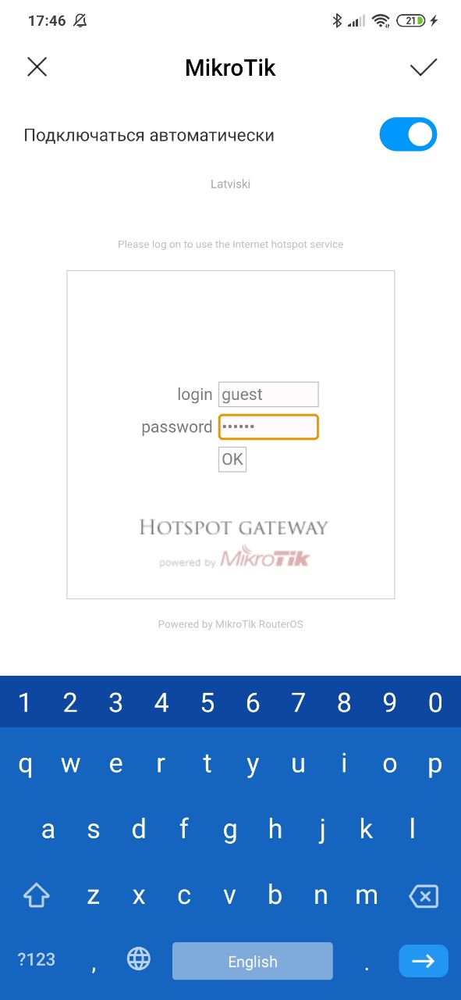 17:46 21
MikroTik
Подключаться автоматически
Latviski
Please log on to use the internet hotspot service
login guest
password ••••••
OK
HOTSPOT GATEWAY
powered by MikroTik
Powered by MikroTik RouterOS
1 2 3 4 5 6 7 8 9 0
q w e r t y u i o p
a s d f g h j k l
z x c v b n m
?123 , English .